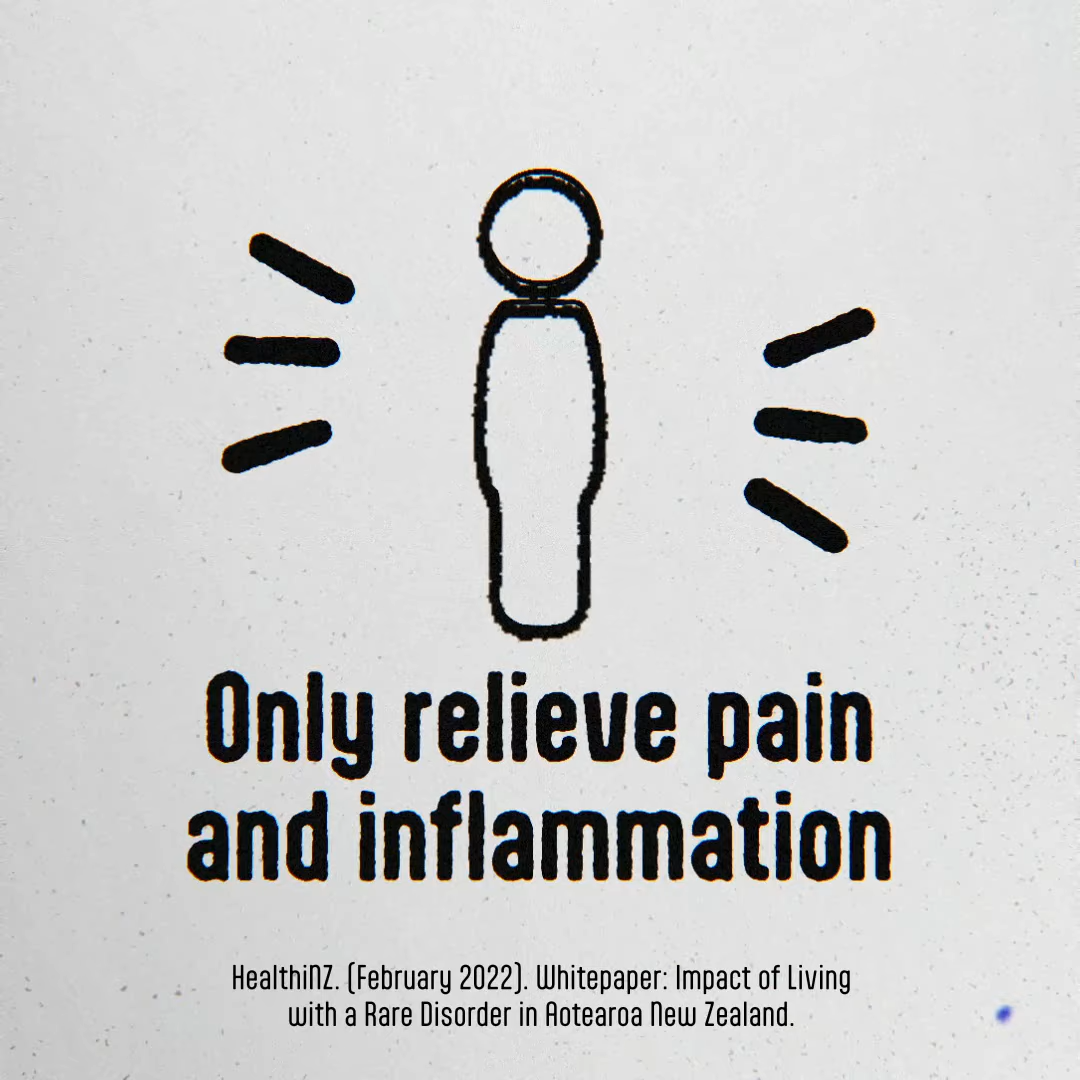 Only relieve pain
and inflammation
HealthiNZ. (February 2022). Whitepaper: Impact of Living
with a Rare Disorder in Aotearoa New Zealand.